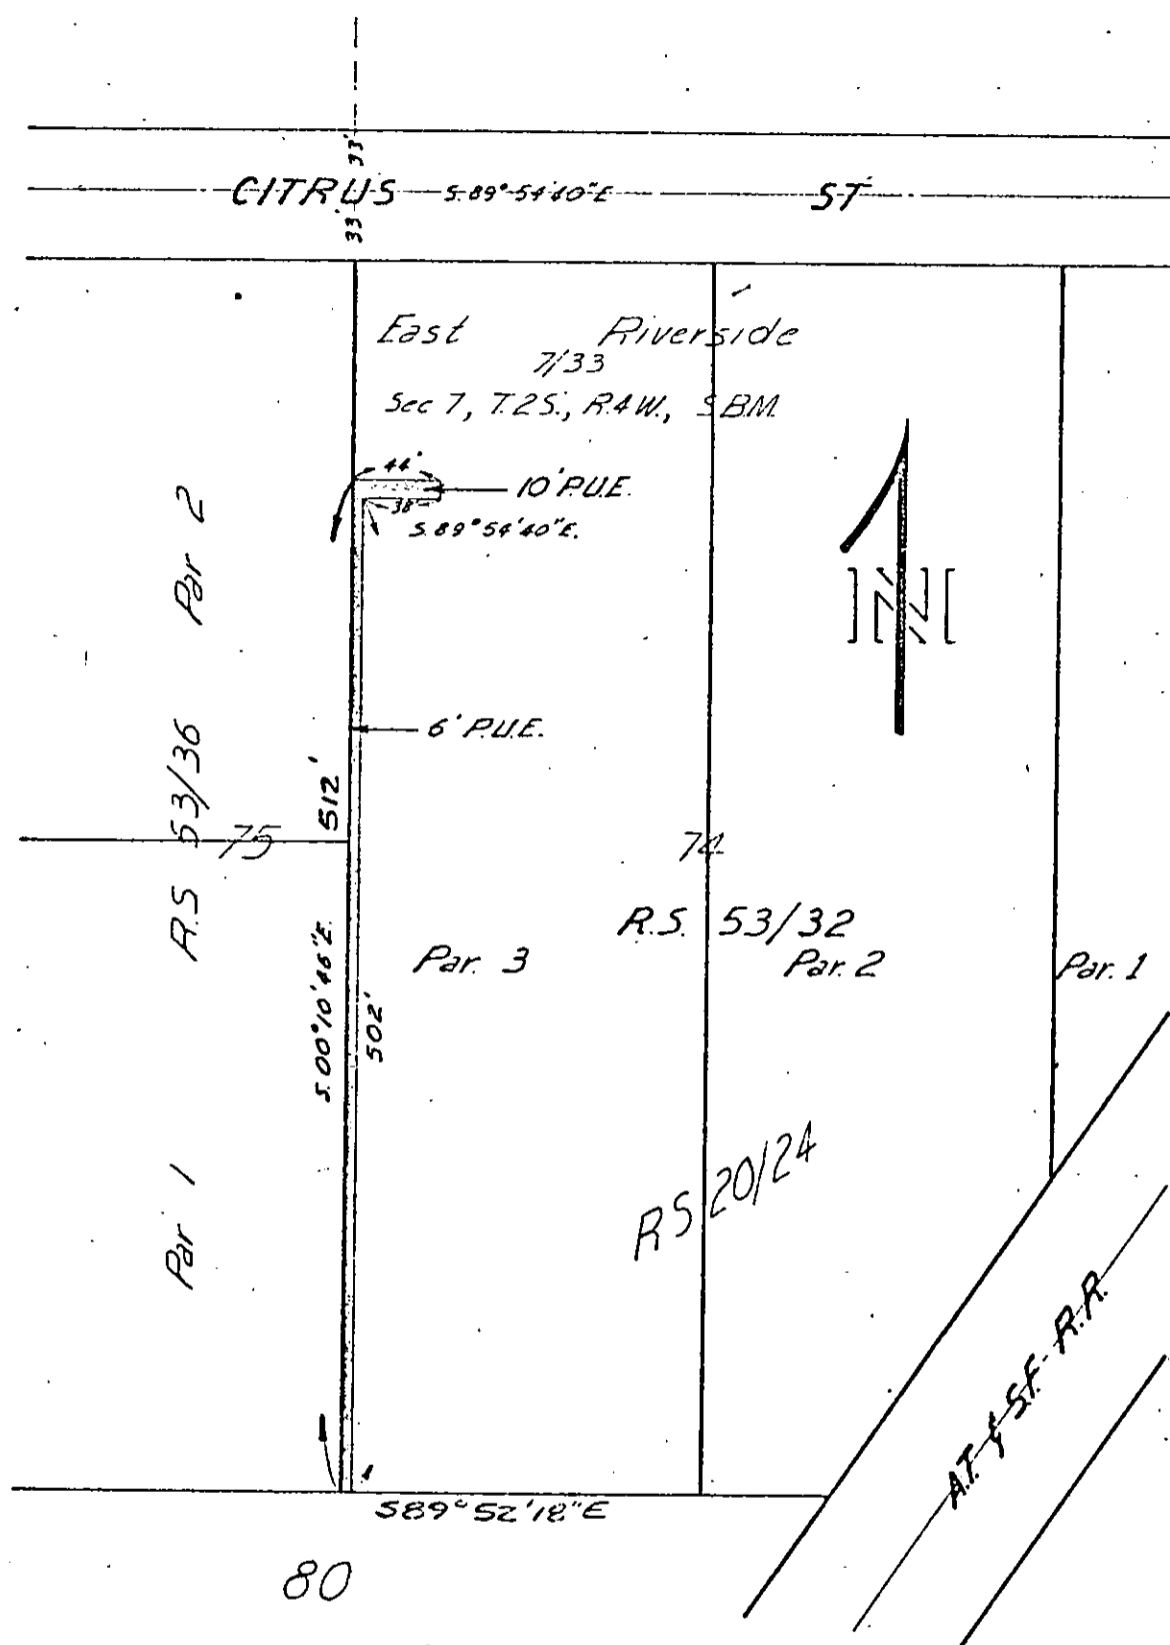 33'
CITRUS S.89°54'40"E ST
33'
East Riverside
7/33
Sec 7, T.2S., R.4W., S.B.M.
44'
10' P.U.E.
38'
S.89°54'40"E.
N
Par 2
6' P.U.E.
512'
R.S 53/36
75
74
R.S. 53/32
Par. 3
Par. 2
Par. 1
S.00°10'46"E.
502'
RS 20/24
Par 1
A.T. & S.F. R.R.
S89°52'18"E
80